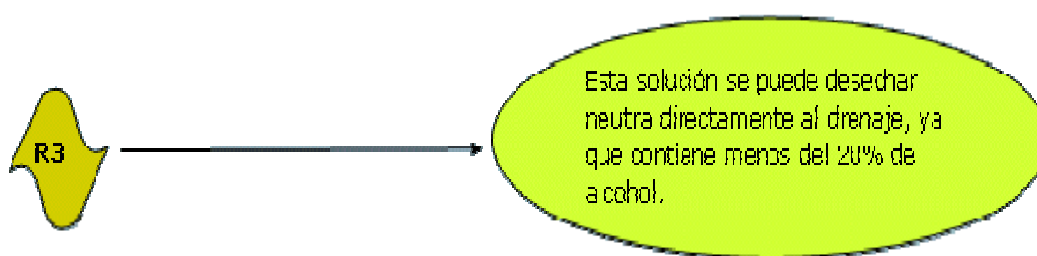 R3
Esta solución se puede desechar
neutra directamente al drenaje, ya
que contiene menos del 20% de
alcohol.